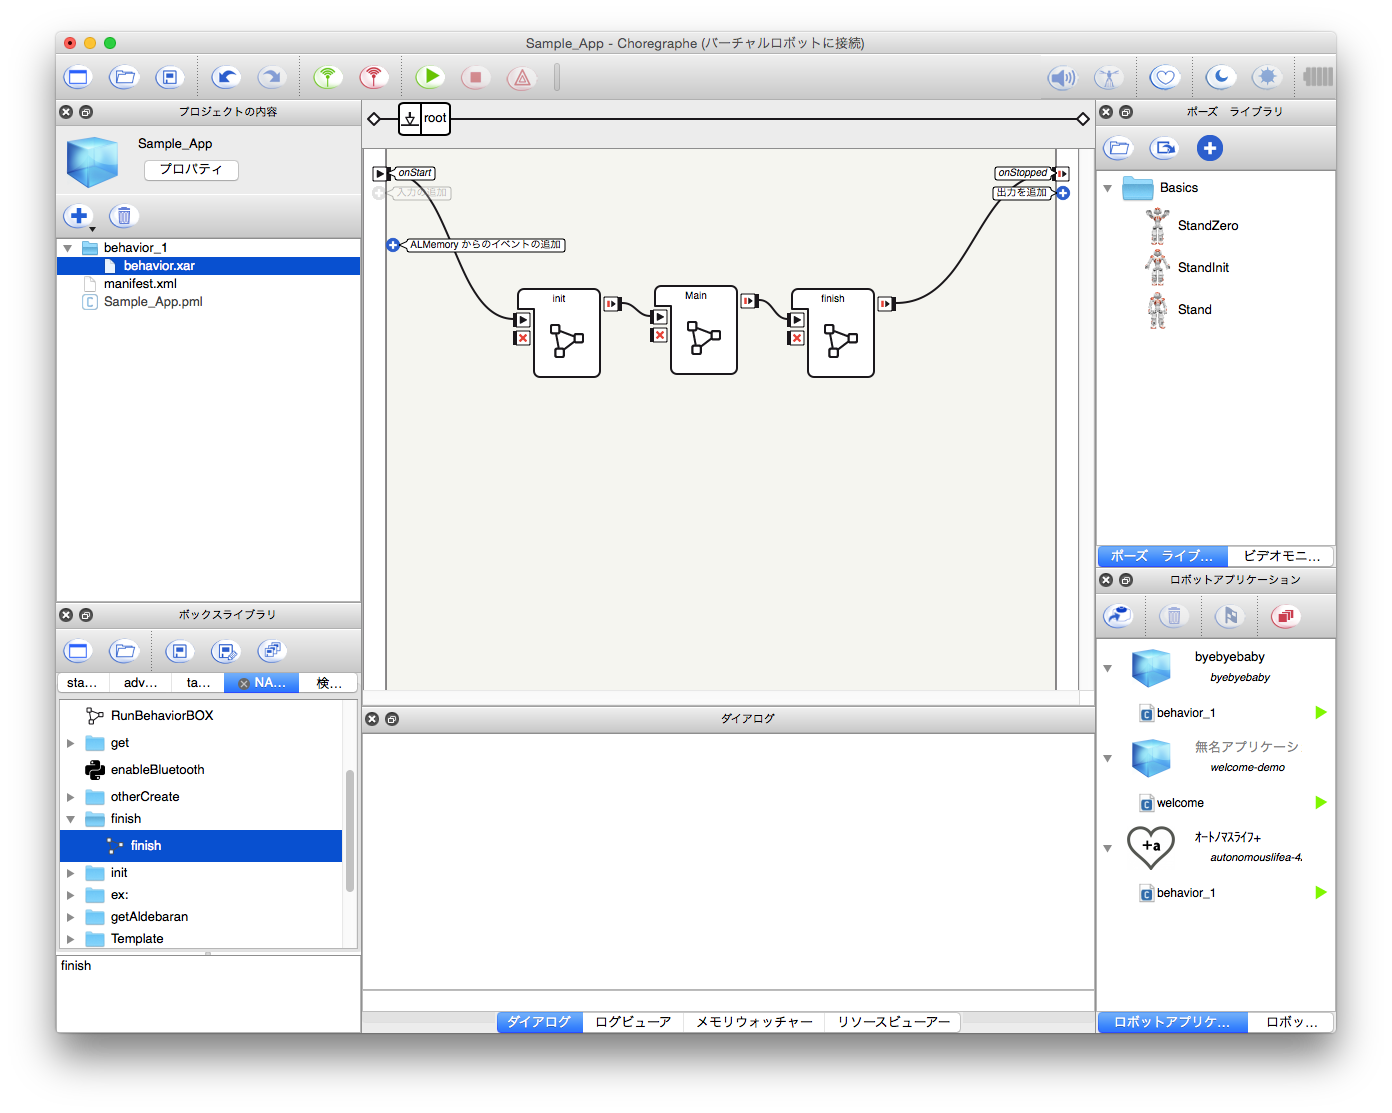 Sample_App - Choregraphe (バーチャルロボットに接続)
プロジェクトの内容
Sample_App
プロパティ
behavior_1
behavior.xar
manifest.xml
Sample_App.pml
ボックスライブラリ
sta...
adv...
ta...
NA...
検...
RunBehaviorBOX
get
enableBluetooth
otherCreate
finish
finish
init
ex:
getAldebaran
Template
finish
root
onStart
入力の追加
ALMemory からのイベントの追加
onStopped
出力を追加
init
Main
finish
ダイアログ
ダイアログ
ログビューア
メモリウォッチャー
リソースビューアー
ポーズ ライブラリ
Basics
StandZero
StandInit
Stand
ポーズ ライブ...
ビデオモニ...
ロボットアプリケーション
byebyebaby
byebyebaby
behavior_1
無名アプリケーシ
welcome-demo
welcome
+a
オートノマスライフ+
autonomouslifea-4
behavior_1
ロボットアプリケ...
ロボッ...